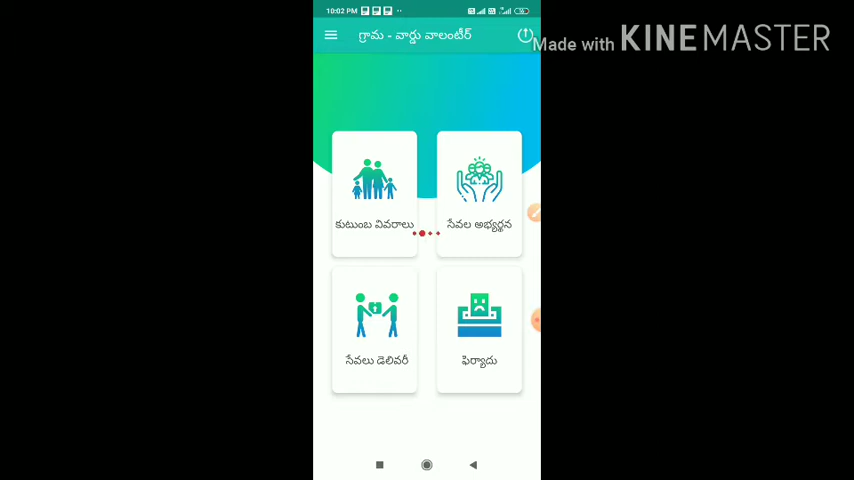 10:02 PM
గ్రామ - వార్డు వాలంటీర్
Made with KINEMASTER
కుటుంబ వివరాలు
సేవల అభ్యర్థన
సేవలు డెలివరీ
ఫిర్యాదు